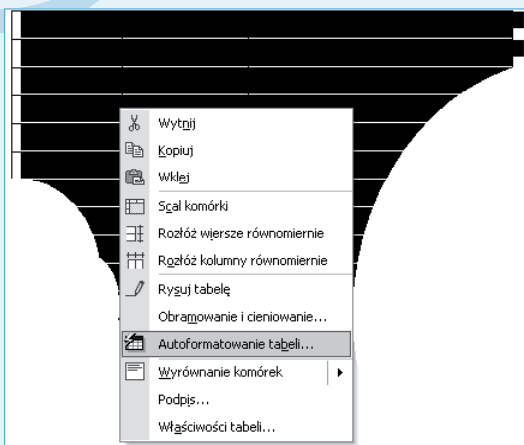 Wytnij
Kopiuj
Wklej
Scal komórki
Rozłóż wiersze równomiernie
Rozłóż kolumny równomiernie
Rysuj tabelę
Obramowanie i cieniowanie...
Autoformatowanie tabeli...
Wyrównanie komórek
Podpis...
Właściwości tabeli...